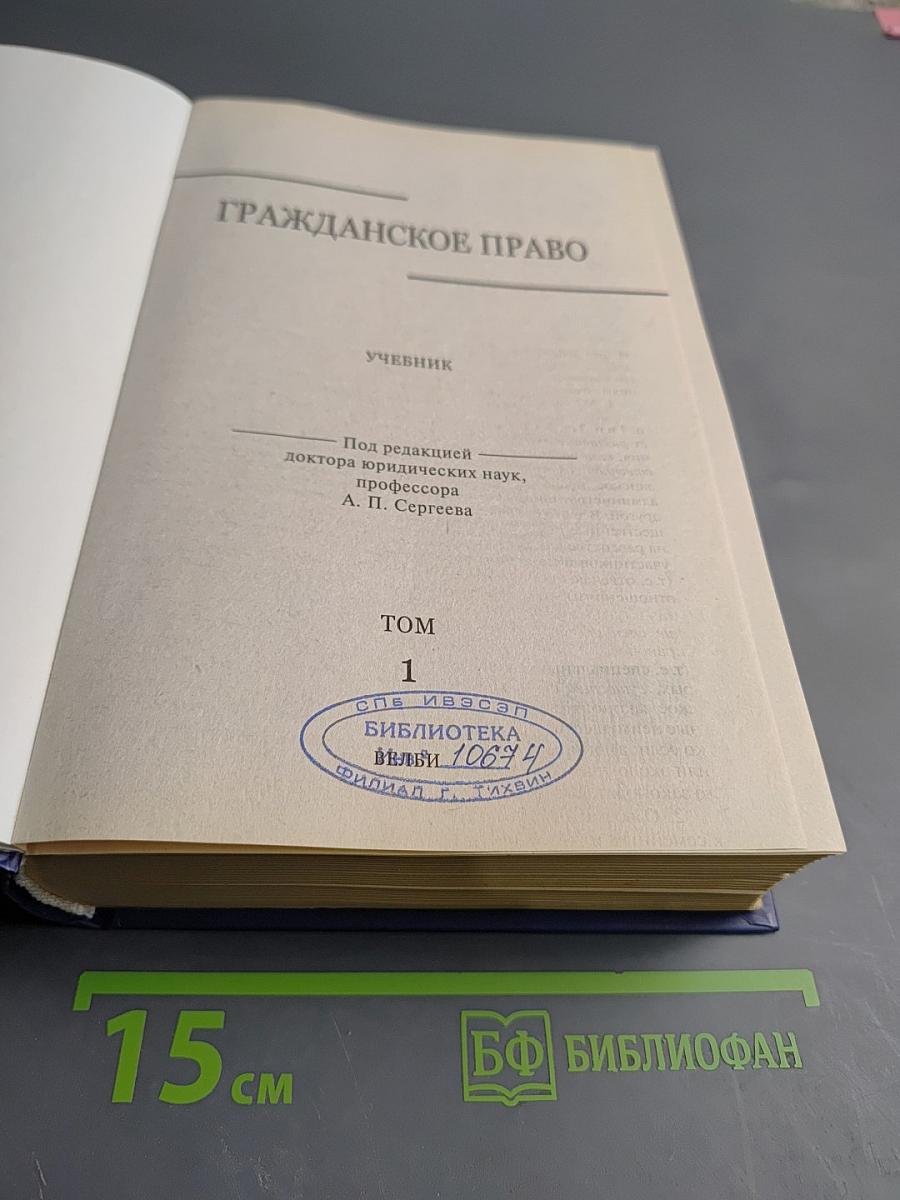 ГРАЖДАНСКОЕ ПРАВО
УЧЕБНИК
Под редакцией
доктора юридических наук,
профессора
А. П. Сергеева
ТОМ
1
СПб ИВЭСЭП
БИБЛИОТЕКА
ВЕЛБИ 10674
ФИЛИАЛ Г. ТИХВИН
15 см
БФ БИБЛИОФАН